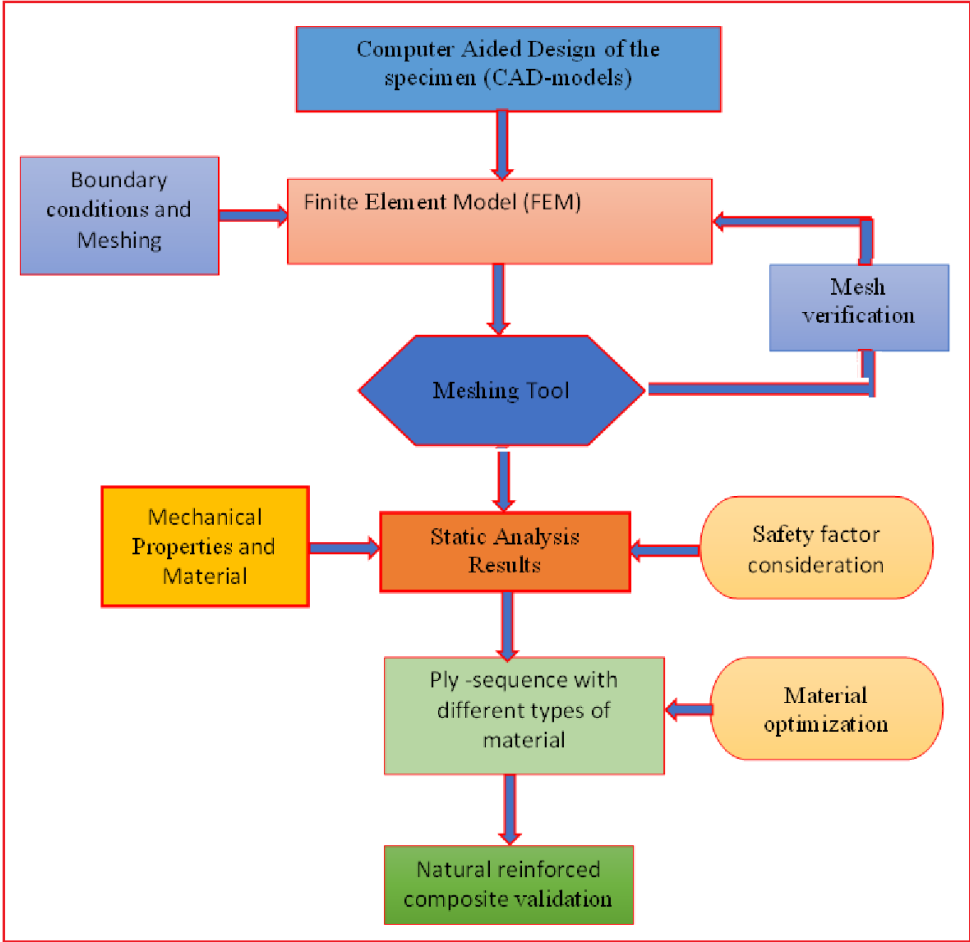 Computer Aided Design of the
specimen (CAD-models)
Boundary
conditions and
Meshing
Finite Element Model (FEM)
Mesh
verification
Meshing Tool
Mechanical
Properties and
Material
Static Analysis
Results
Safety factor
consideration
Ply -sequence with
different types of
material
Material
optimization
Natural reinforced
composite validation